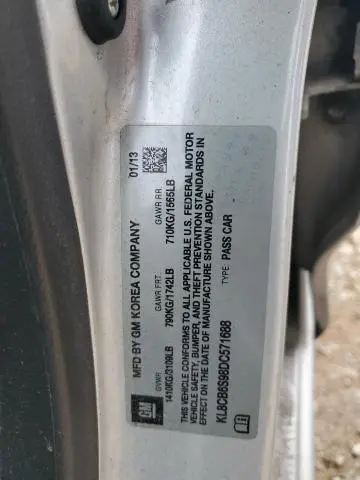 MFD BY GM KOREA COMPANY
01/13
GVWR
GAWR FRT.
GAWR RR.
1410KG/3109LB
790KG/1742LB
710KG/1565LB
THIS VEHICLE CONFORMS TO ALL APPLICABLE U.S. FEDERAL MOTOR
VEHICLE SAFETY, BUMPER, AND THEFT PREVENTION STANDARDS IN
EFFECT ON THE DATE OF MANUFACTURE SHOWN ABOVE.
KL8CB6S98DC571688
TYPE: PASS CAR
GM